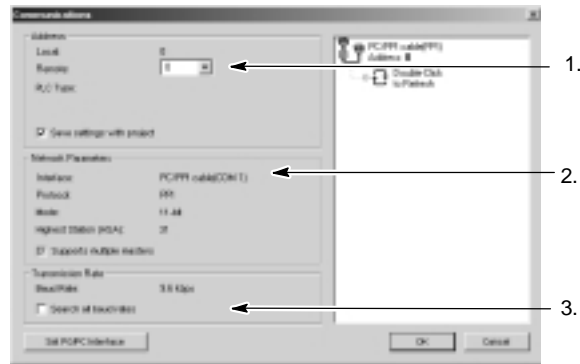 Communications
Address
Local: 0
Remote:
PLC Type:
Save settings with project
Network Parameters
Interface: PC/PPI cable(COM 1)
Protocol: PPI
Mode: 11-bit
Highest Station (HSA): 31
Supports multiple masters
Transmission Rate
Baud Rate: 9.6 kbps
Search all baud rates
Set PG/PC Interface
PC/PPI cable(PPI)
Address: 0
Double-Click
to Refresh
OK
Cancel
1.
2.
3.